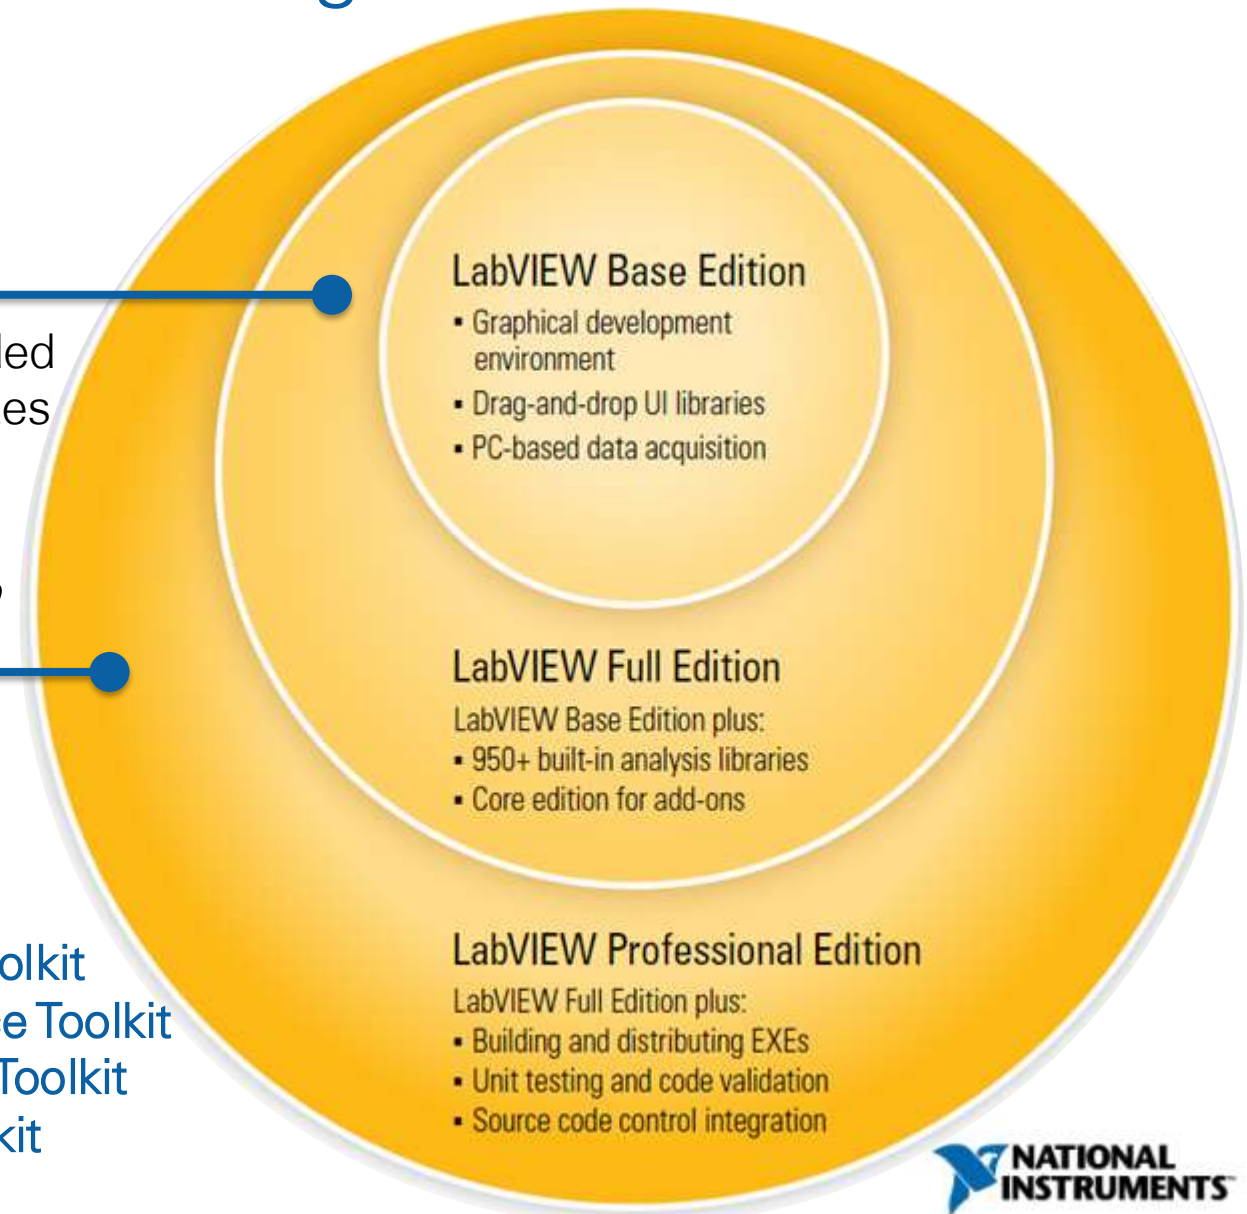 LabVIEW Base Edition
▪ Graphical development
environment
▪ Drag-and-drop UI libraries
▪ PC-based data acquisition
LabVIEW Full Edition
LabVIEW Base Edition plus:
▪ 950+ built-in analysis libraries
▪ Core edition for add-ons
Toolkit
Toolkit
LabVIEW Professional Edition
LabVIEW Full Edition plus:
▪ Building and distributing EXEs
▪ Unit testing and code validation
▪ Source code control integration
NATIONAL
INSTRUMENTS